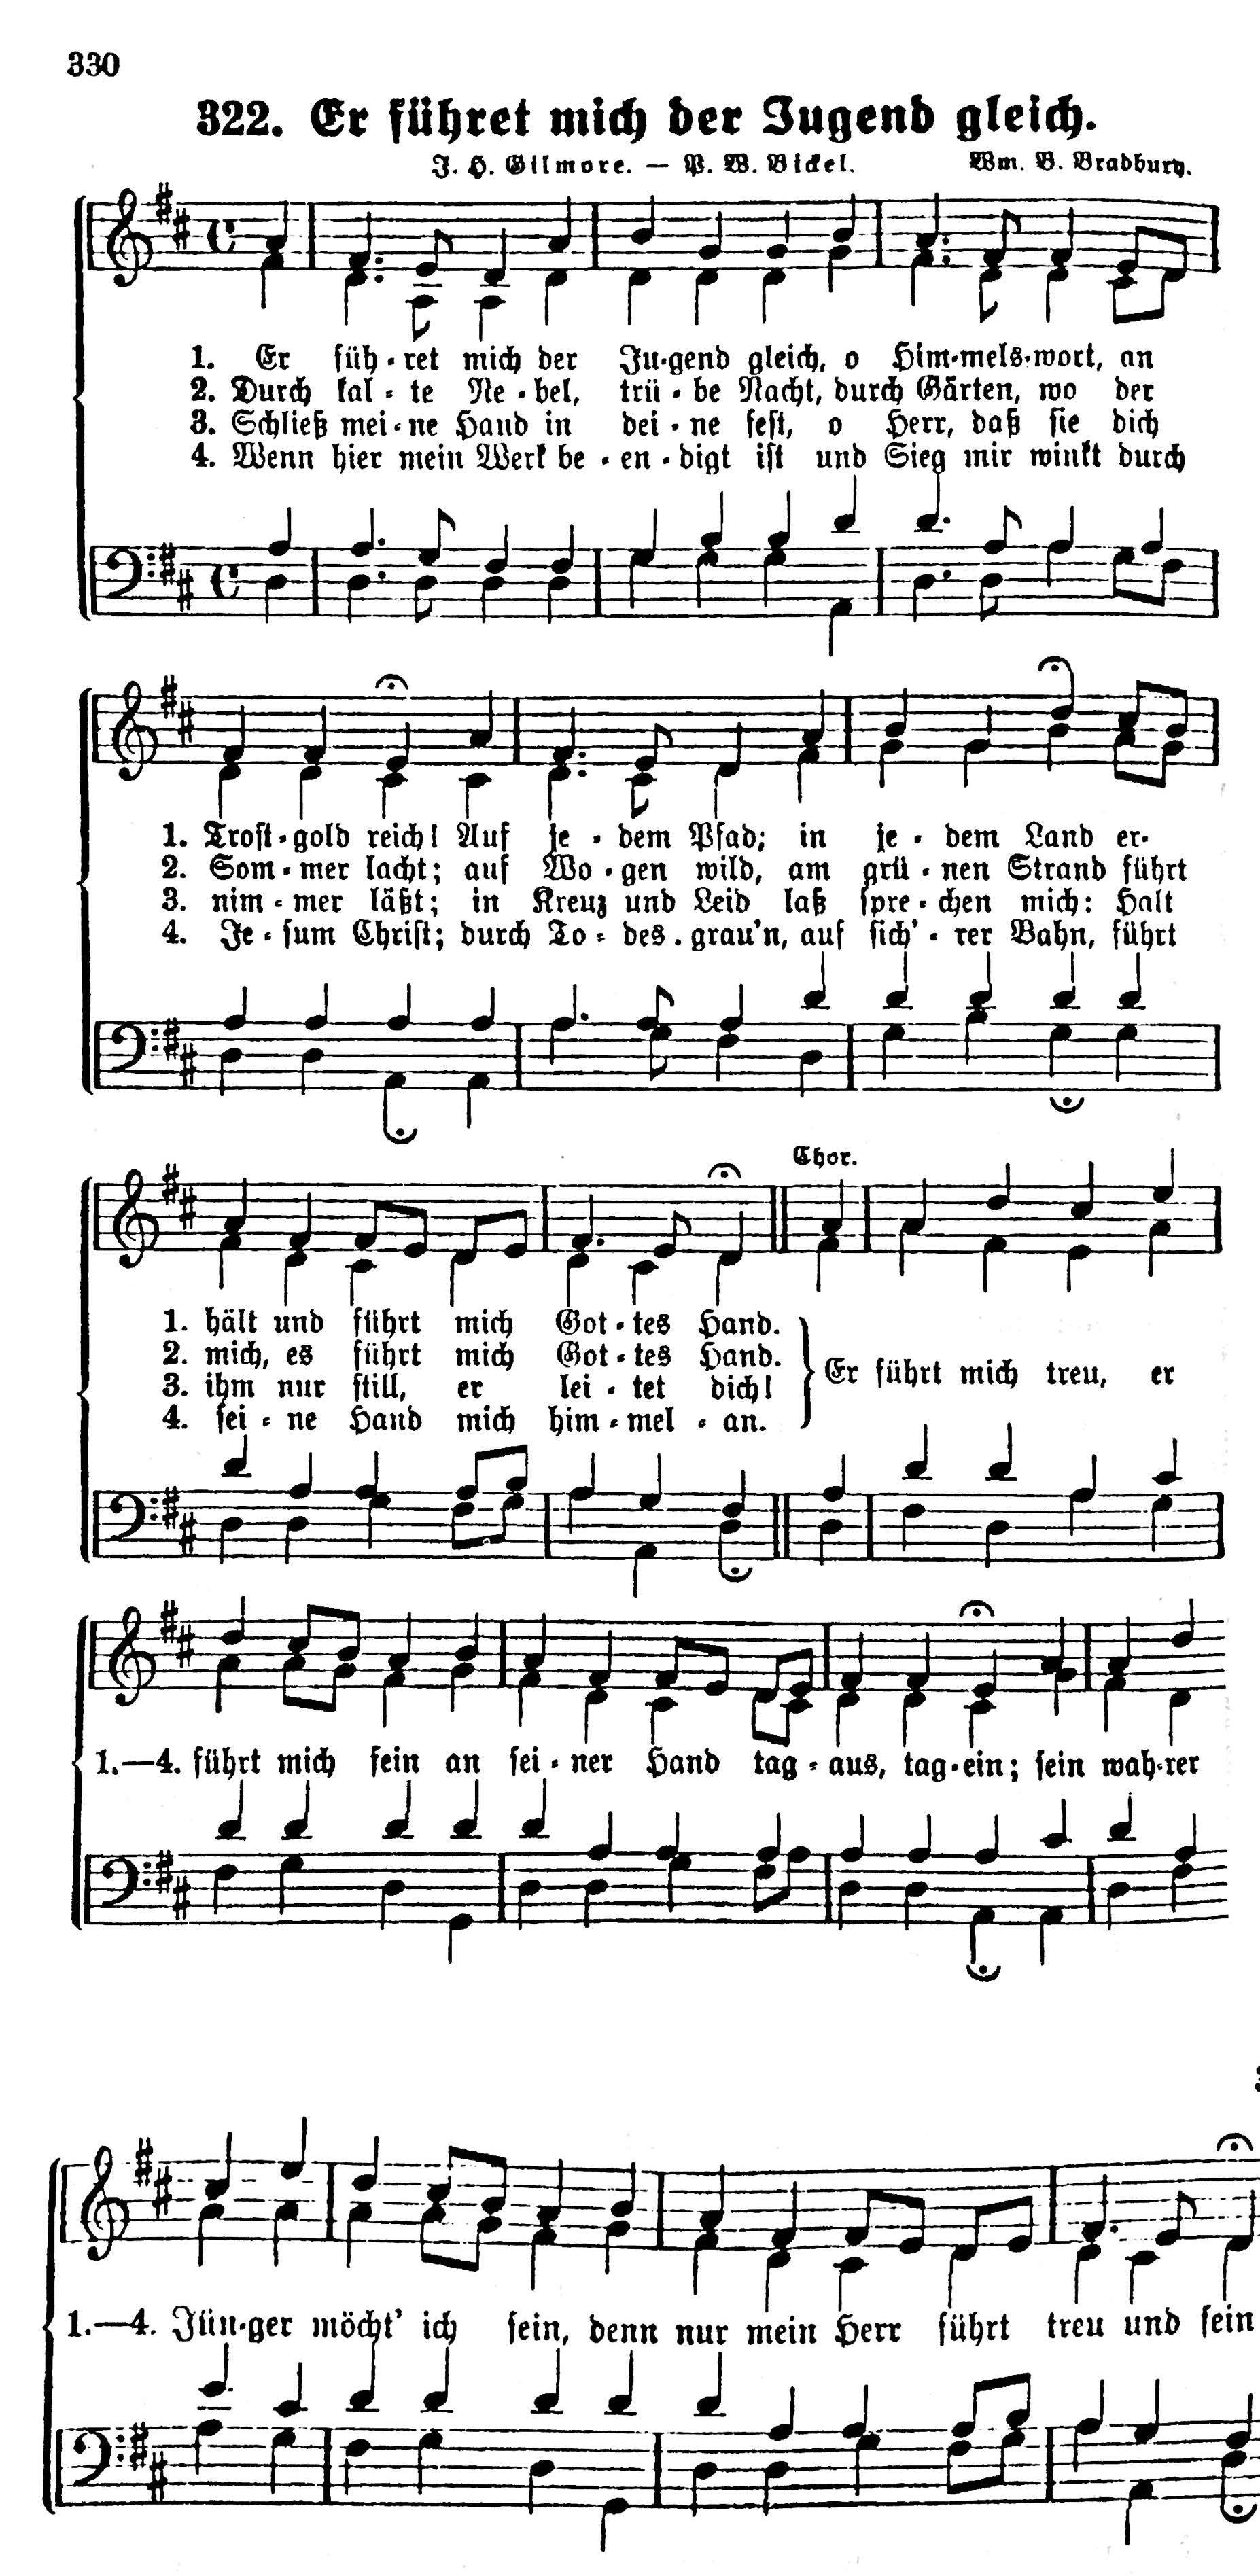 330
322. Er führet mich der Jugend gleich.
J. H. Gilmore. — P. W. Bickel. Wm. B. Bradbury.
1. Er füh-ret mich der Ju-gend gleich, o Him-mels-wort, an
2. Durch kal-te Ne-bel, trü-be Nacht, durch Gärten, wo der
3. Schließ mei-ne Hand in dei-ne fest, o Herr, daß sie dich
4. Wenn hier mein Werk be-en-digt ist und Sieg mir winkt durch
1. Trost-gold reich! Auf je-dem Pfad; in je-dem Land er-
2. Som-mer lacht; auf Wo-gen wild, am grü-nen Strand führt
3. nim-mer läßt; in Kreuz und Leid laß spre-chen mich: Halt
4. Je-sum Christ; durch To-des-grau'n, auf sich'-rer Bahn, führt
Chor.
1. hält und führt mich Got-tes Hand.
2. mich, es führt mich Got-tes Hand.
3. ihm nur still, er lei-tet dich!
4. sei-ne Hand mich him-mel-an.
Er führt mich treu, er
1.—4. führt mich fein an sei-ner Hand tag-aus, tag-ein; sein wah-rer
1.—4. Jün-ger möcht' ich sein, denn nur mein Herr führt treu und fein